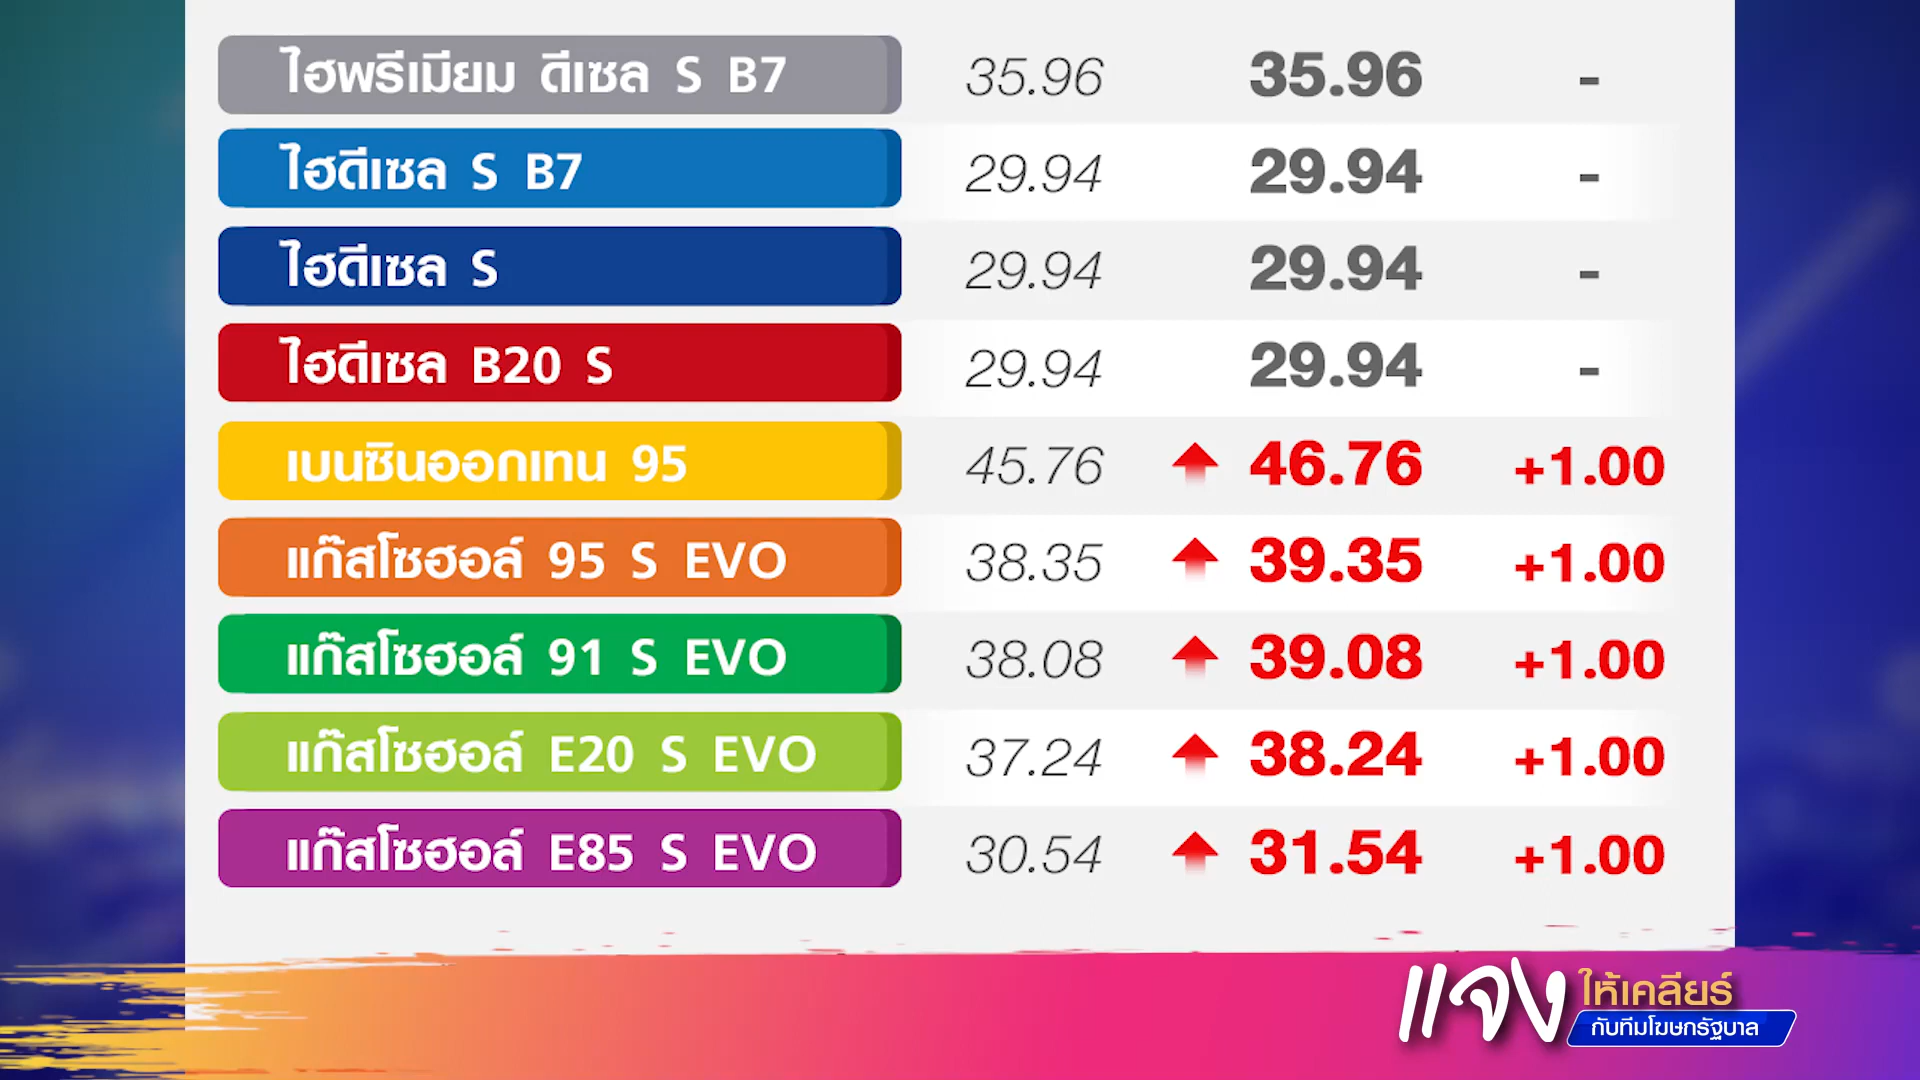 ไฮพรีเมียม ดีเซล S B7 35.96 35.96 -
ไฮดีเซล S B7 29.94 29.94 -
ไฮดีเซล S 29.94 29.94 -
ไฮดีเซล B20 S 29.94 29.94 -
เบนซินออกเทน 95 45.76 46.76 +1.00
แก๊สโซฮอล์ 95 S EVO 38.35 39.35 +1.00
แก๊สโซฮอล์ 91 S EVO 38.08 39.08 +1.00
แก๊สโซฮอล์ E20 S EVO 37.24 38.24 +1.00
แก๊สโซฮอล์ E85 S EVO 30.54 31.54 +1.00
แจง ให้เคลียร์
กับทีมโฆษกรัฐบาล